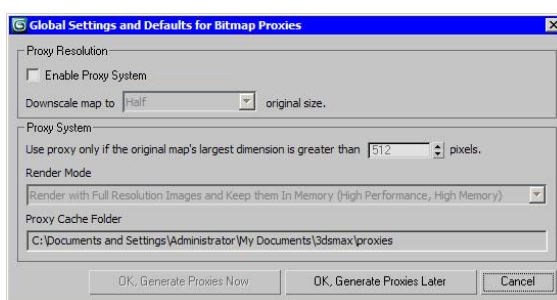 Global Settings and Defaults for Bitmap Proxies
Proxy Resolution
Enable Proxy System
Downscale map to Half original size.
Proxy System
Use proxy only if the original map's largest dimension is greater than 512 pixels.
Render Mode
Render with Full Resolution Images and Keep them In Memory (High Performance, High Memory)
Proxy Cache Folder
C:\Documents and Settings\Administrator\My Documents\3dsmax\proxies
OK, Generate Proxies Now OK, Generate Proxies Later Cancel